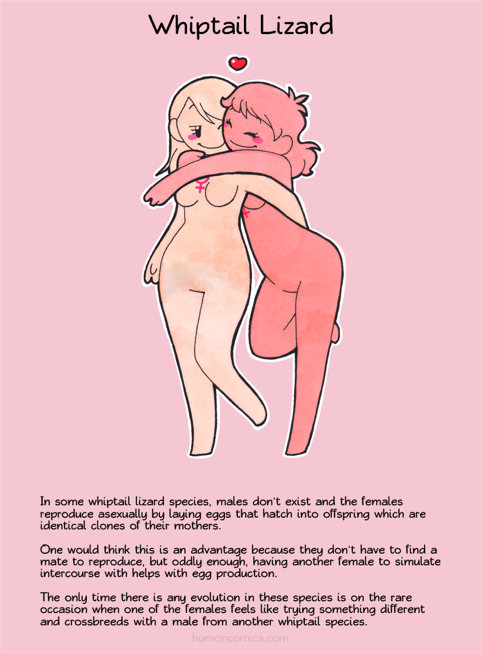 Whiptail Lizard
In some whiptail lizard species, males don't exist and the females
reproduce asexually by laying eggs that hatch into offspring which are
identical clones of their mothers.
One would think this is an advantage because they don't have to find a
mate to reproduce, but oddly enough, having another female to simulate
intercourse with helps with egg production.
The only time there is any evolution in these species is on the rare
occasion when one of the females feels like trying something different
and crossbreeds with a male from another whiptail species.
humoncomics.com